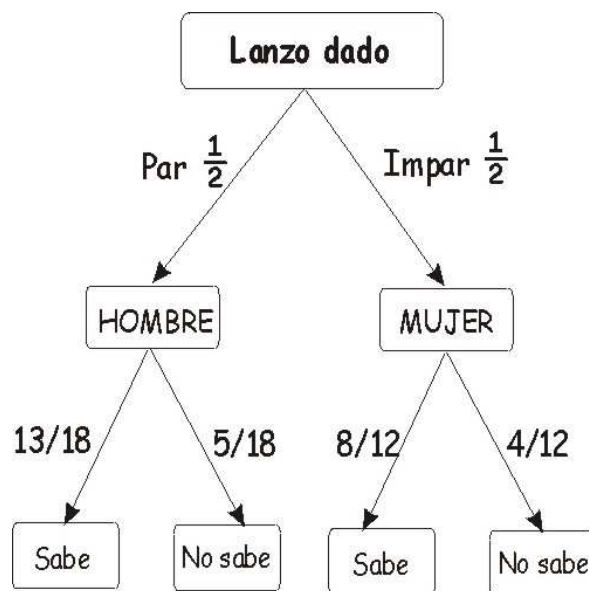 Lanzo dado
Par 1/2
Impar 1/2
HOMBRE
MUJER
13/18
5/18
8/12
4/12
Sabe
No sabe
Sabe
No sabe